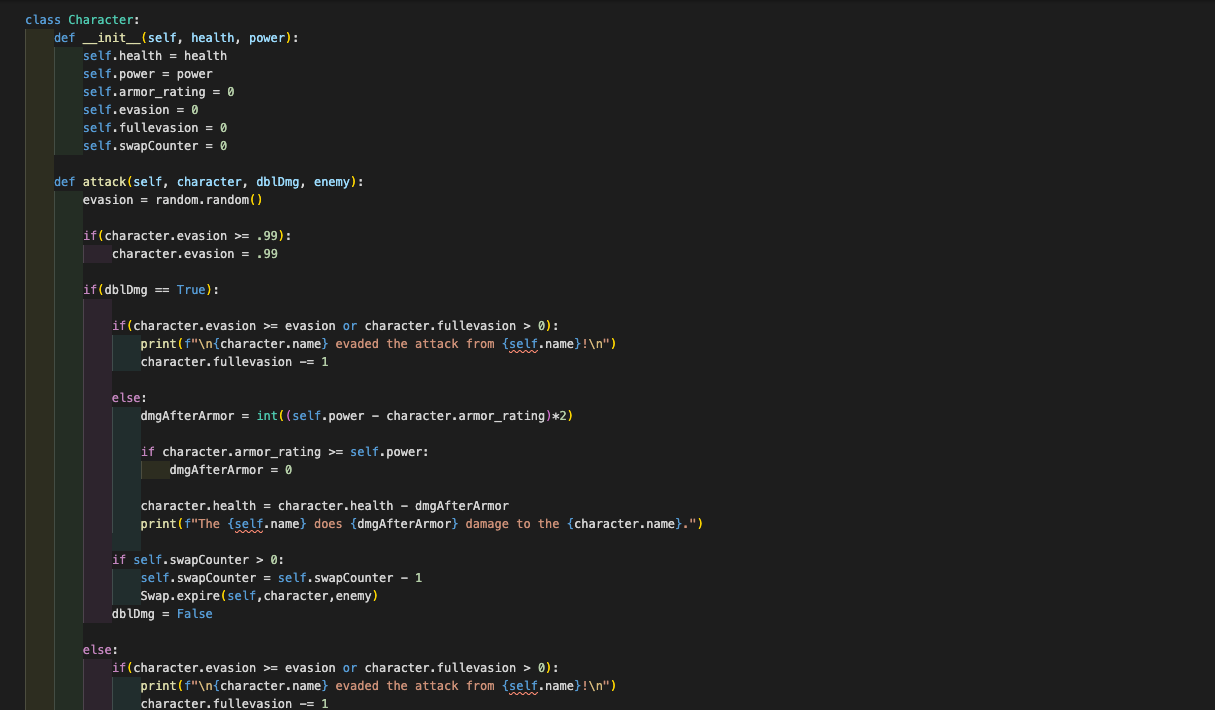 class Character:
    def __init__(self, health, power):
        self.health = health
        self.power = power
        self.armor_rating = 0
        self.evasion = 0
        self.fullevasion = 0
        self.swapCounter = 0

    def attack(self, character, dblDmg, enemy):
        evasion = random.random()

        if(character.evasion >= .99):
            character.evasion = .99

        if(dblDmg == True):

            if(character.evasion >= evasion or character.fullevasion > 0):
                print(f"\n{character.name} evaded the attack from {self.name}!\n")
                character.fullevasion -= 1

            else:
                dmgAfterArmor = int((self.power - character.armor_rating)*2)

                if character.armor_rating >= self.power:
                    dmgAfterArmor = 0

                character.health = character.health - dmgAfterArmor
                print(f"The {self.name} does {dmgAfterArmor} damage to the {character.name}.")

            if self.swapCounter > 0:
                self.swapCounter = self.swapCounter - 1
                Swap.expire(self,character,enemy)
            dblDmg = False

        else:
            if(character.evasion >= evasion or character.fullevasion > 0):
                print(f"\n{character.name} evaded the attack from {self.name}!\n")
                character.fullevasion -= 1